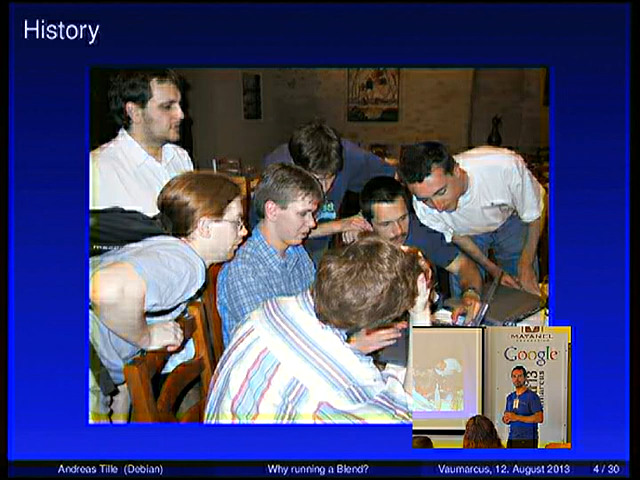 History
MATANEL
Google
Andreas Tille (Debian)
Why running a Blend?
Vaumarcus, 12. August 2013
4 / 30